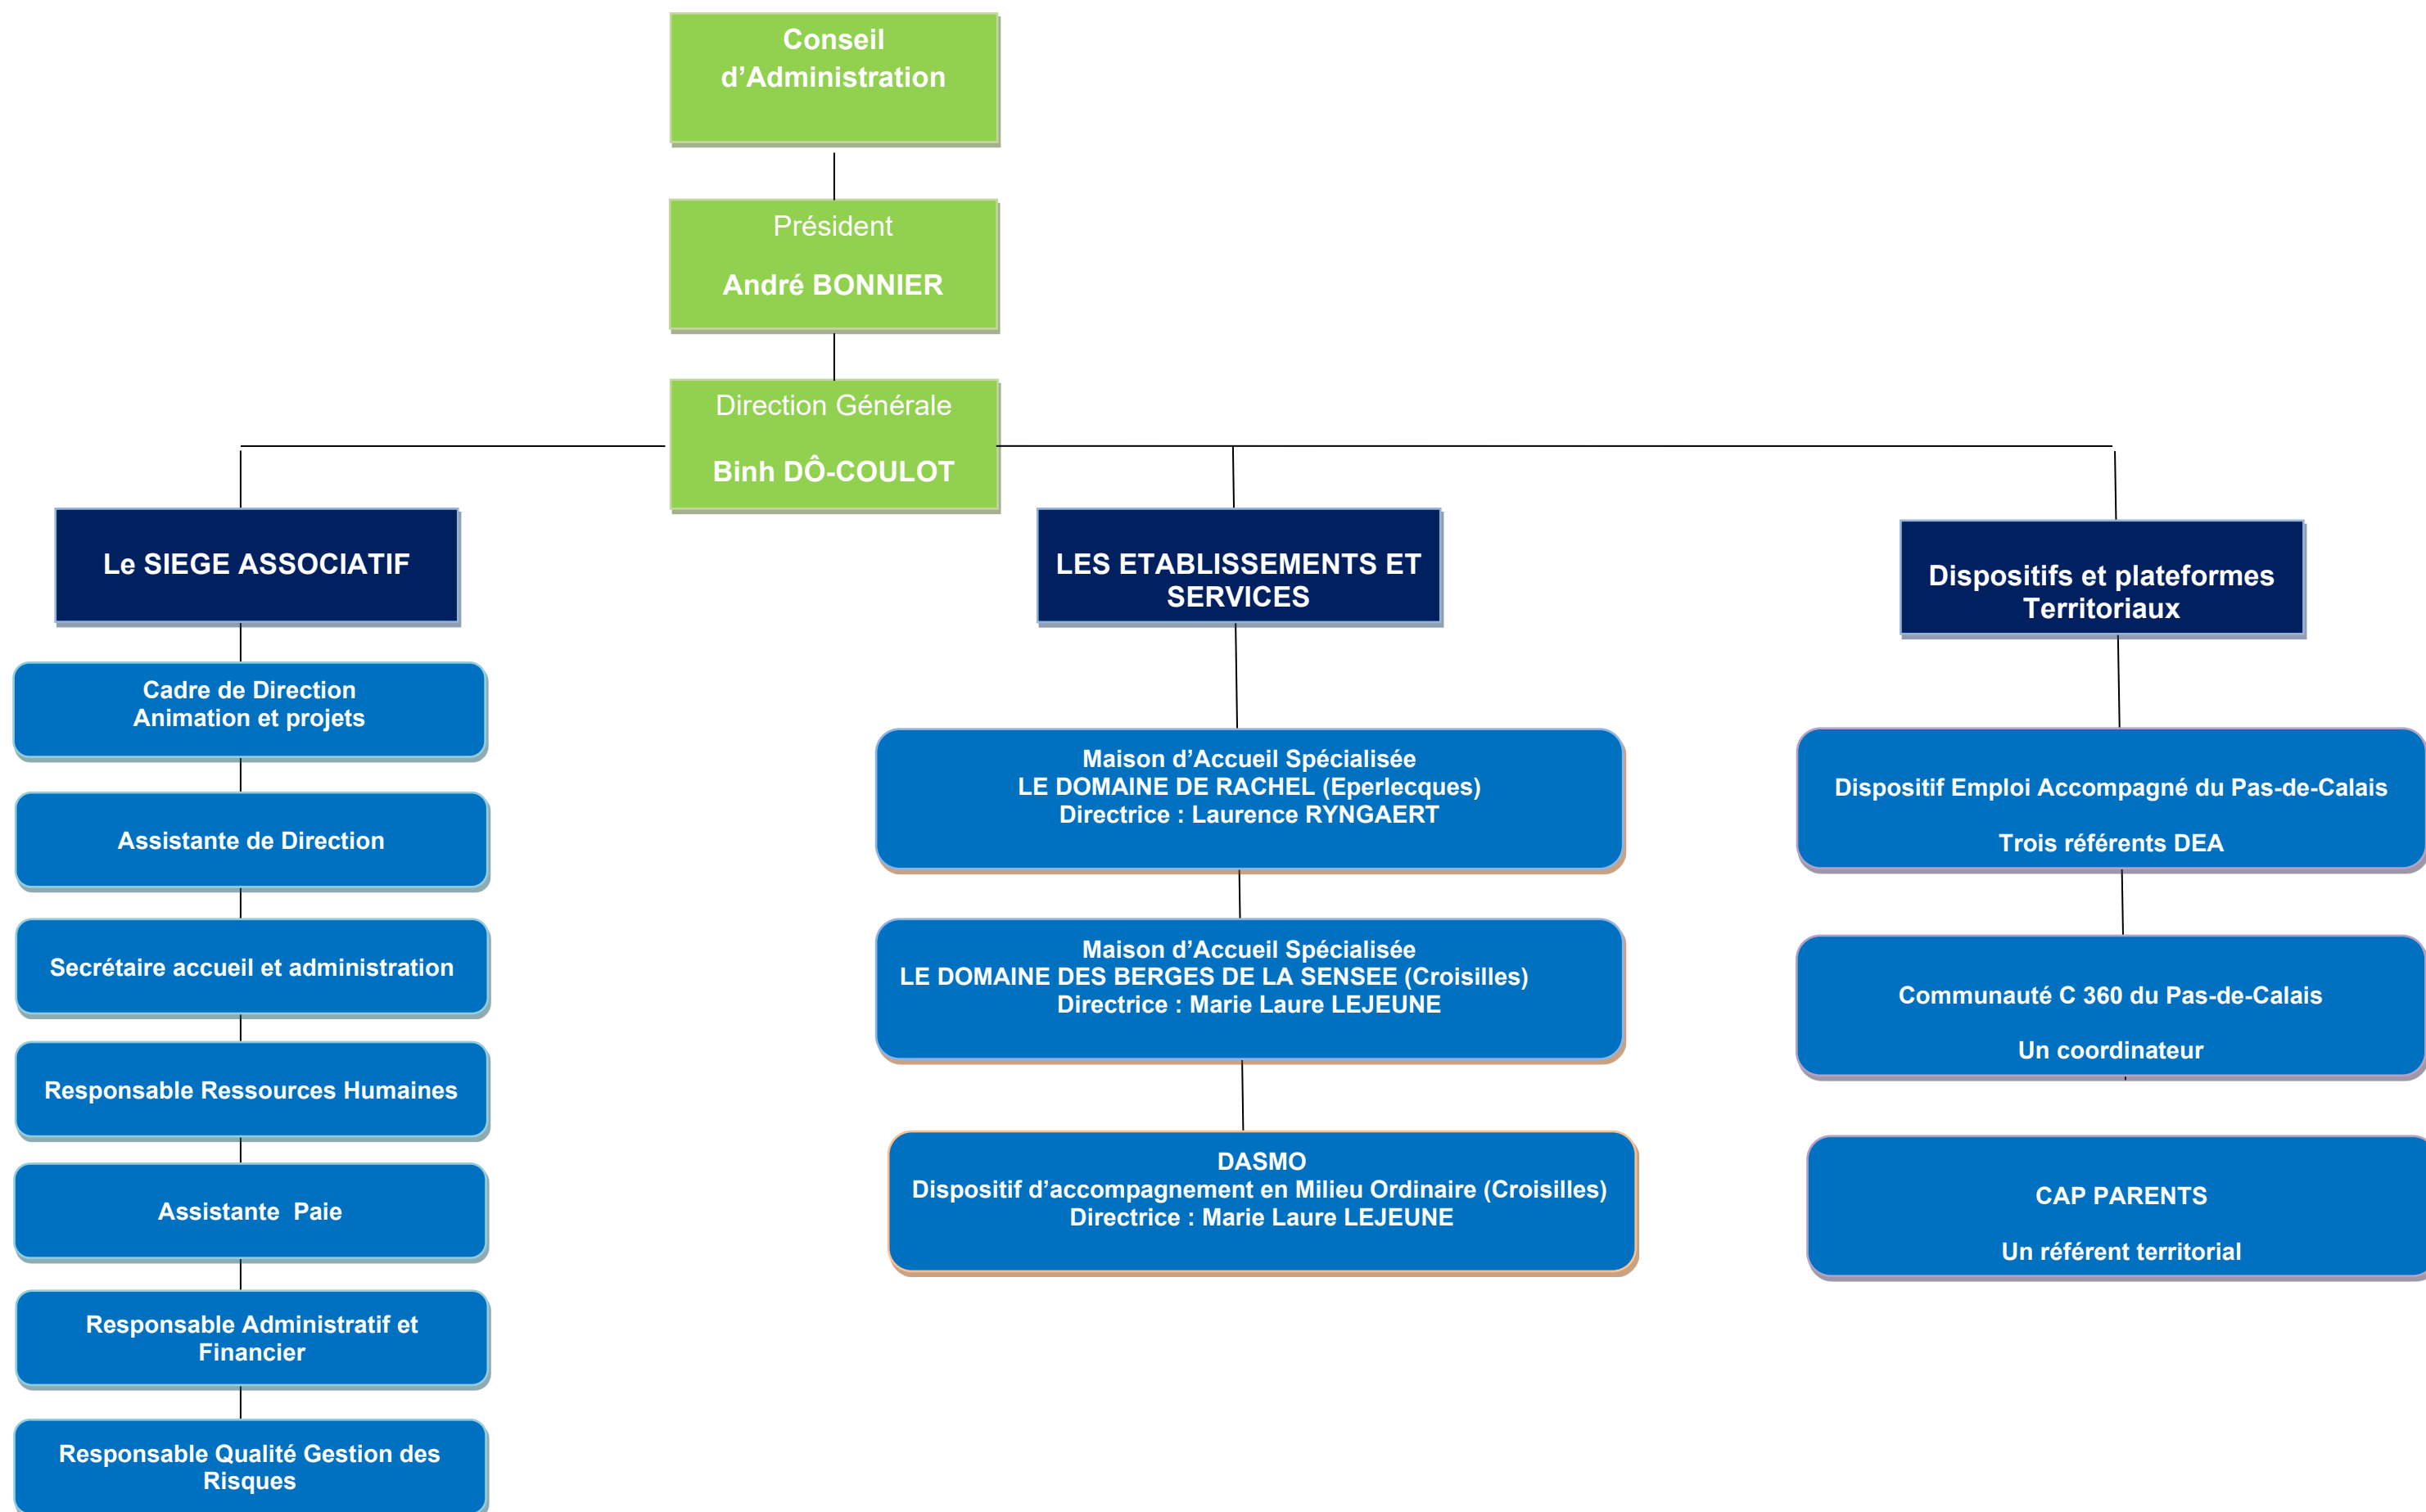 Conseil
d’Administration
Président
André BONNIER
Direction Générale
Binh DÔ-COULOT
Le SIEGE ASSOCIATIF
Cadre de Direction
Animation et projets
Assistante de Direction
Secrétaire accueil et administration
Responsable Ressources Humaines
Assistante  Paie
Responsable Administratif et
Financier
Responsable Qualité Gestion des
Risques
LES ETABLISSEMENTS ET
SERVICES
Maison d’Accueil Spécialisée
LE DOMAINE DE RACHEL (Eperlecques)
Directrice : Laurence RYNGAERT
Maison d’Accueil Spécialisée
LE DOMAINE DES BERGES DE LA SENSEE (Croisilles)
Directrice : Marie Laure LEJEUNE
DASMO
Dispositif d’accompagnement en Milieu Ordinaire (Croisilles)
Directrice : Marie Laure LEJEUNE
Dispositifs et plateformes
Territoriaux
Dispositif Emploi Accompagné du Pas-de-Calais
Trois référents DEA
Communauté C 360 du Pas-de-Calais
Un coordinateur
CAP PARENTS
Un référent territorial